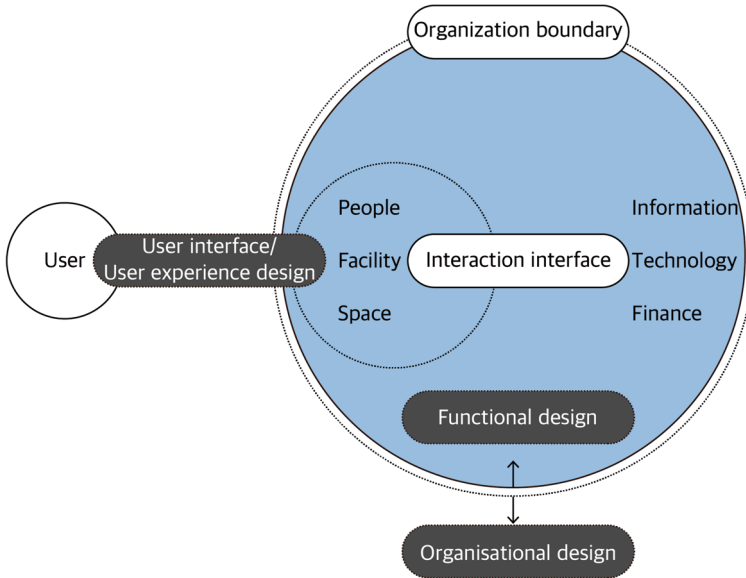 Organization boundary
People
Information
User
User interface/
User experience design
Facility
Interaction interface
Technology
Space
Finance
Functional design
Organisational design